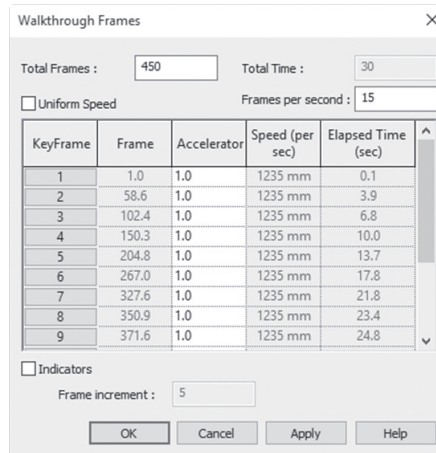 Walkthrough Frames
Total Frames : 450 Total Time : 30
Uniform Speed Frames per second : 15
KeyFrame Frame Accelerator Speed (per sec) Elapsed Time (sec)
1 1.0 1.0 1235 mm 0.1
2 58.6 1.0 1235 mm 3.9
3 102.4 1.0 1235 mm 6.8
4 150.3 1.0 1235 mm 10.0
5 204.8 1.0 1235 mm 13.7
6 267.0 1.0 1235 mm 17.8
7 327.6 1.0 1235 mm 21.8
8 350.9 1.0 1235 mm 23.4
9 371.6 1.0 1235 mm 24.8
Indicators
Frame increment : 5
OK Cancel Apply Help